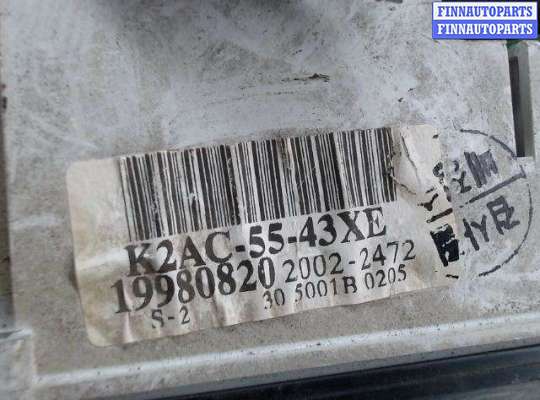 FINNAUTOPARTS
FINNAUTOPARTS
K2AC-55-43XE
19980820 2002-2472
S-2 30 5001B 0205